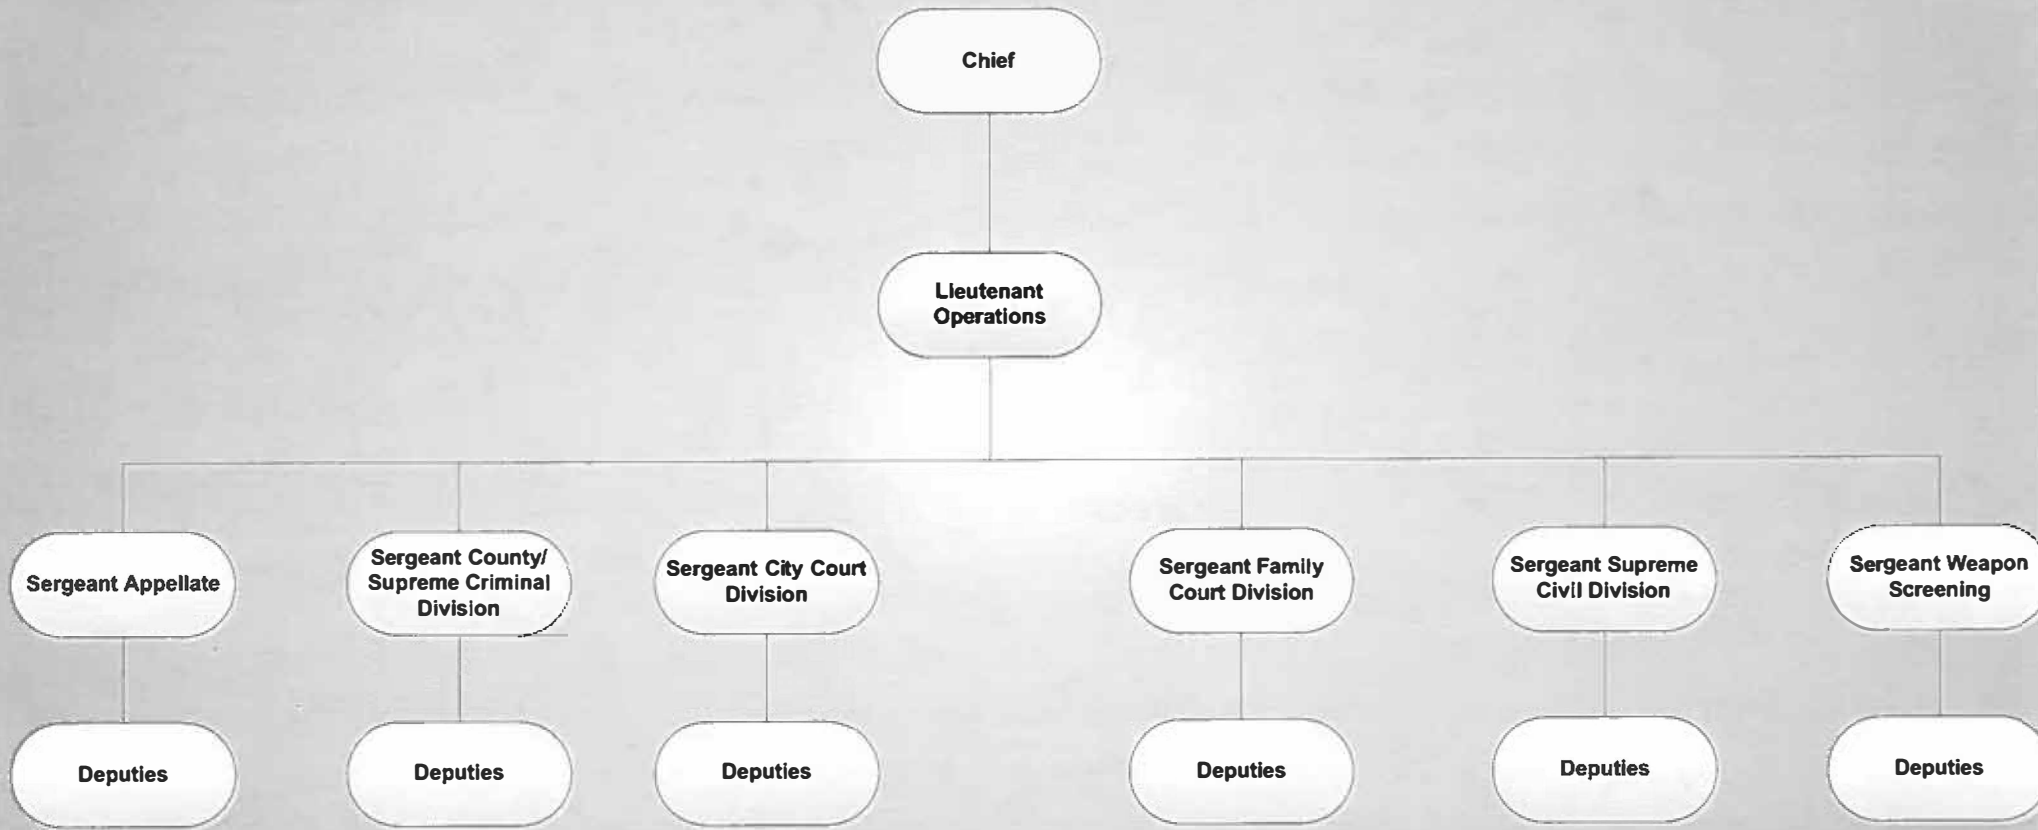 Chief
Lieutenant
Operations
Sergeant Appellate
Sergeant County/
Supreme Criminal
Division
Sergeant City Court
Division
Sergeant Family
Court Division
Sergeant Supreme
Civil Division
Sergeant Weapon
Screening
Deputies
Deputies
Deputies
Deputies
Deputies
Deputies